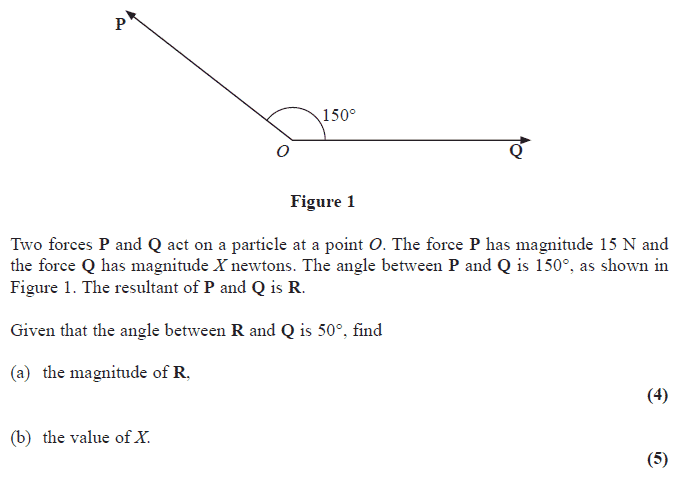 P
150°
O
Q
Figure 1
Two forces P and Q act on a particle at a point O. The force P has magnitude 15 N and
the force Q has magnitude X newtons. The angle between P and Q is 150°, as shown in
Figure 1. The resultant of P and Q is R.
Given that the angle between R and Q is 50°, find
(a) the magnitude of R,
(4)
(b) the value of X.
(5)